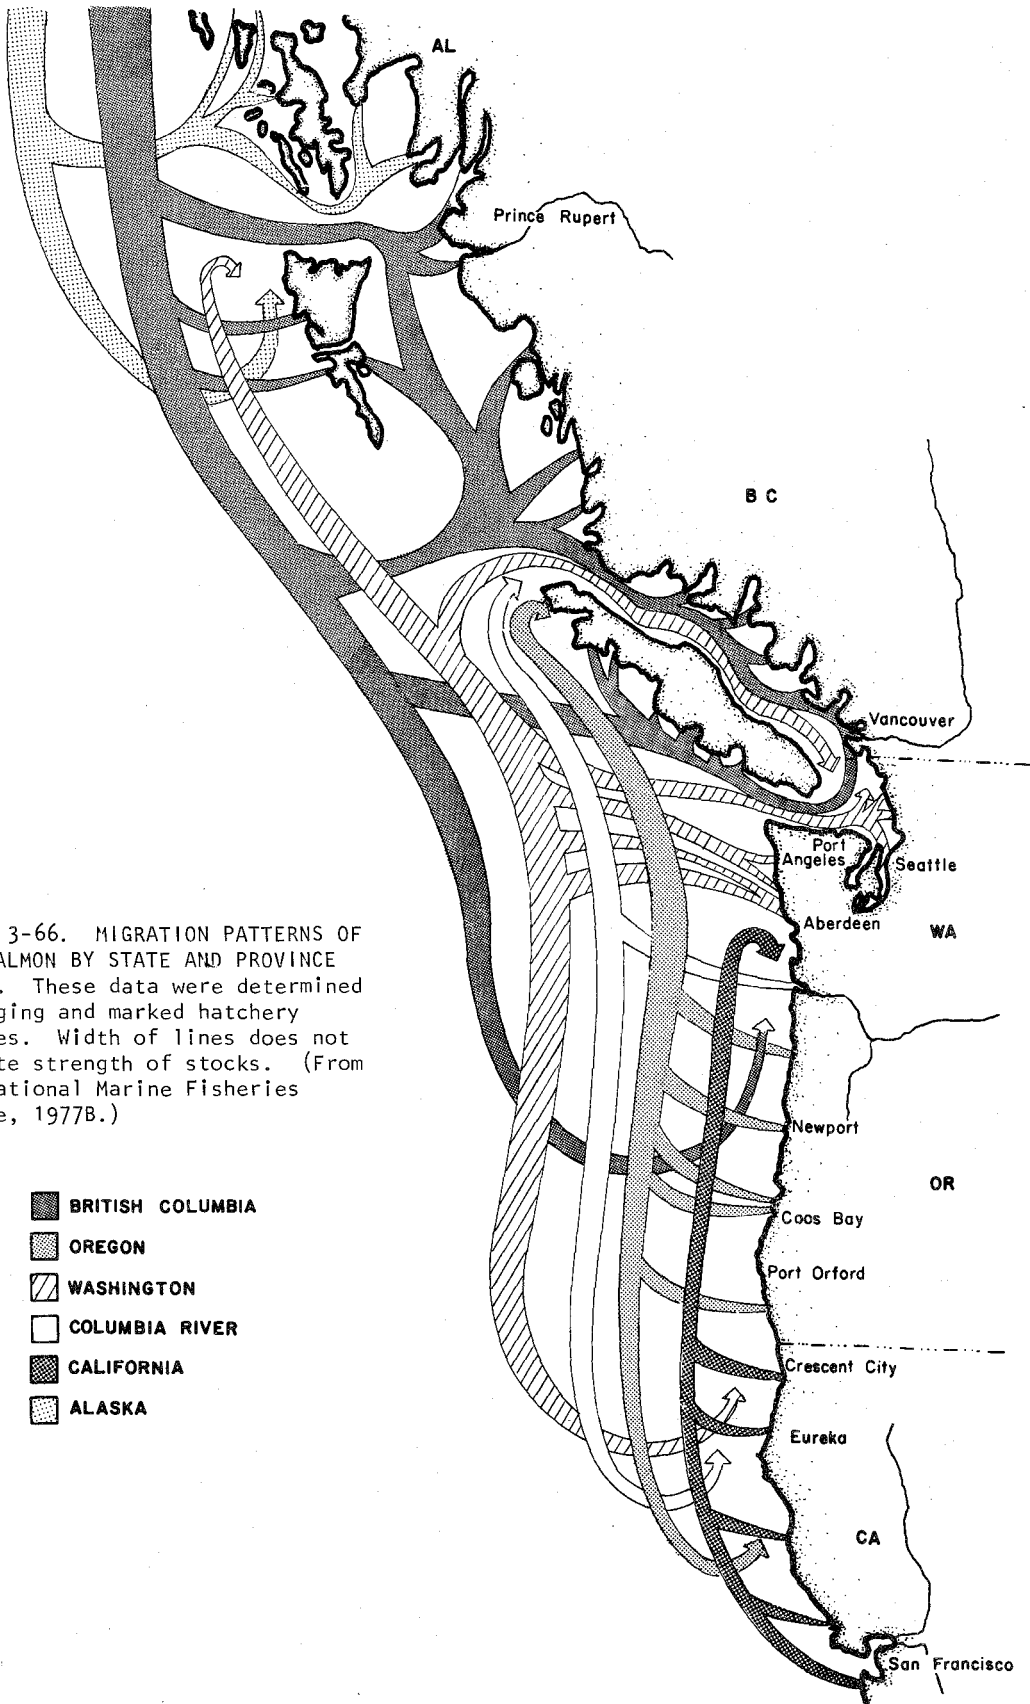 AL
Prince Rupert
B C
Vancouver
Port
Angeles
Seattle
Aberdeen
WA
3-66. MIGRATION PATTERNS OF
ALMON BY STATE AND PROVINCE
. These data were determined
ging and marked hatchery
es. Width of lines does not
te strength of stocks. (From
ational Marine Fisheries
e, 1977B.)
Newport
OR
Coos Bay
Port Orford
Crescent City
Eureka
CA
San Francisco
BRITISH COLUMBIA
OREGON
WASHINGTON
COLUMBIA RIVER
CALIFORNIA
ALASKA